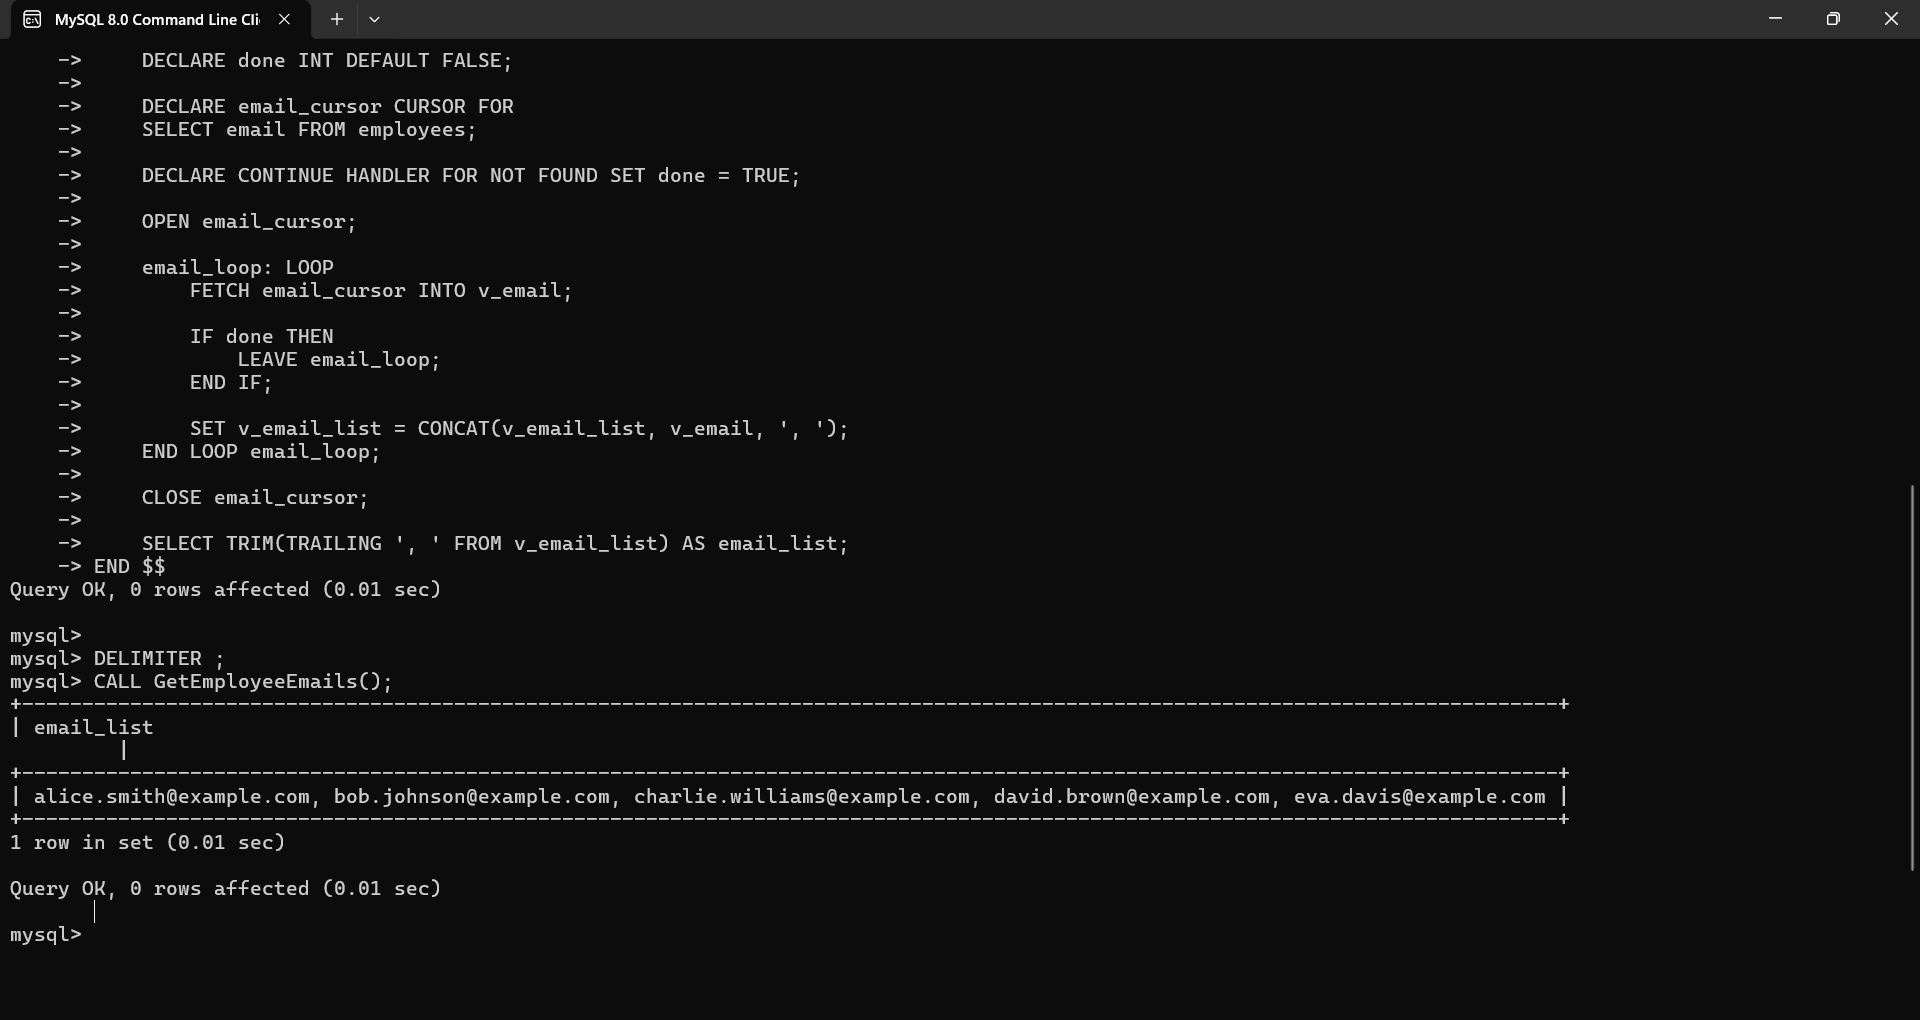 MySQL 8.0 Command Line Cli
    ->     DECLARE done INT DEFAULT FALSE;
    ->
    ->     DECLARE email_cursor CURSOR FOR
    ->     SELECT email FROM employees;
    ->
    ->     DECLARE CONTINUE HANDLER FOR NOT FOUND SET done = TRUE;
    ->
    ->     OPEN email_cursor;
    ->
    ->     email_loop: LOOP
    ->         FETCH email_cursor INTO v_email;
    ->
    ->         IF done THEN
    ->             LEAVE email_loop;
    ->         END IF;
    ->
    ->         SET v_email_list = CONCAT(v_email_list, v_email, ', ');
    ->     END LOOP email_loop;
    ->
    ->     CLOSE email_cursor;
    ->
    ->     SELECT TRIM(TRAILING ', ' FROM v_email_list) AS email_list;
    -> END $$
Query OK, 0 rows affected (0.01 sec)

mysql>
mysql> DELIMITER ;
mysql> CALL GetEmployeeEmails();
+--------------------------------------------------------------------------------------------------------------------------------+
| email_list
         |
+--------------------------------------------------------------------------------------------------------------------------------+
| alice.smith@example.com, bob.johnson@example.com, charlie.williams@example.com, david.brown@example.com, eva.davis@example.com |
+--------------------------------------------------------------------------------------------------------------------------------+
1 row in set (0.01 sec)

Query OK, 0 rows affected (0.01 sec)

mysql>